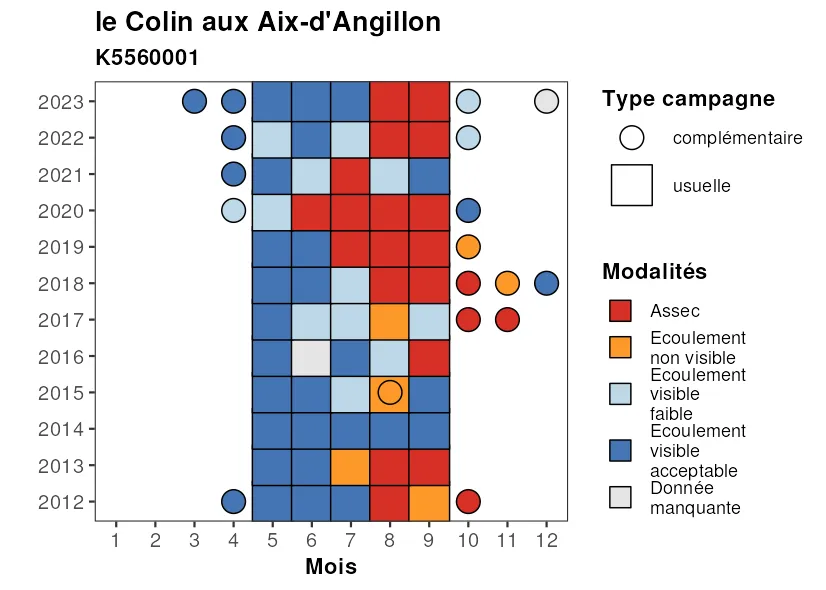 le Colin aux Aix-d'Angillon
K5560001
2023
2022
2021
2020
2019
2018
2017
2016
2015
2014
2013
2012
1 2 3 4 5 6 7 8 9 10 11 12
Mois
Type campagne
complémentaire
usuelle
Modalités
Assec
Ecoulement
non visible
Ecoulement
visible
faible
Ecoulement
visible
acceptable
Donnée
manquante